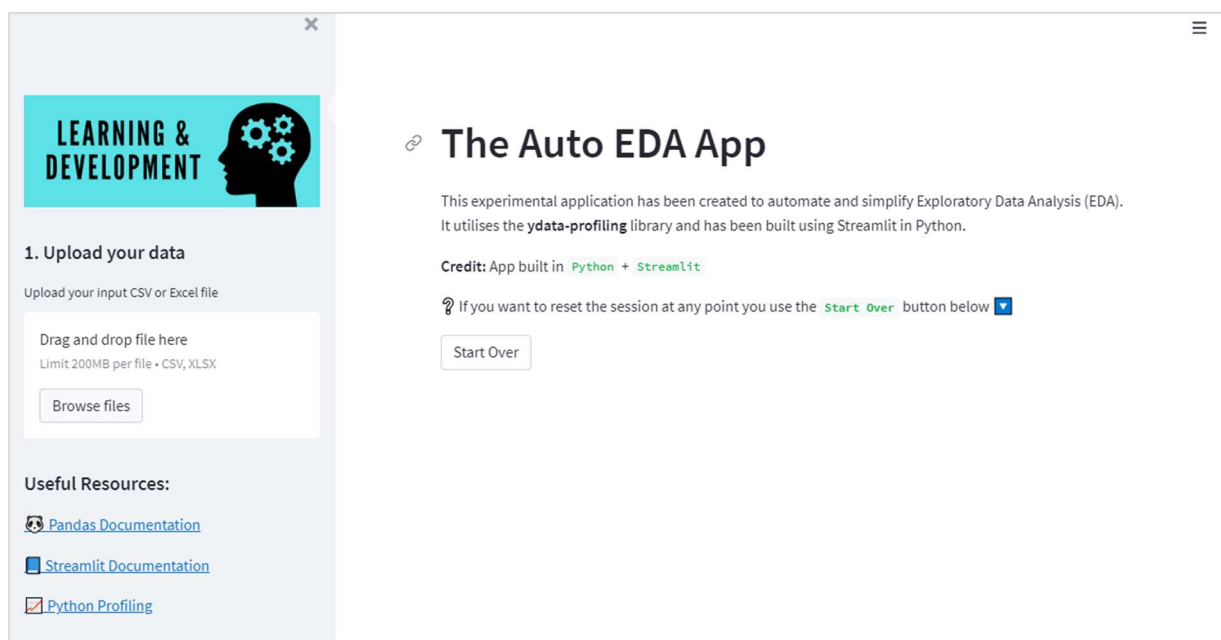 LEARNING &
DEVELOPMENT
1. Upload your data
Upload your input CSV or Excel file
Drag and drop file here
Limit 200MB per file • CSV, XLSX
Browse files
Useful Resources:
Pandas Documentation
Streamlit Documentation
Python Profiling
The Auto EDA App
This experimental application has been created to automate and simplify Exploratory Data Analysis (EDA).
It utilises the ydata-profiling library and has been built using Streamlit in Python.
Credit: App built in Python + Streamlit
❓ If you want to reset the session at any point you use the Start Over button below 🔽
Start Over